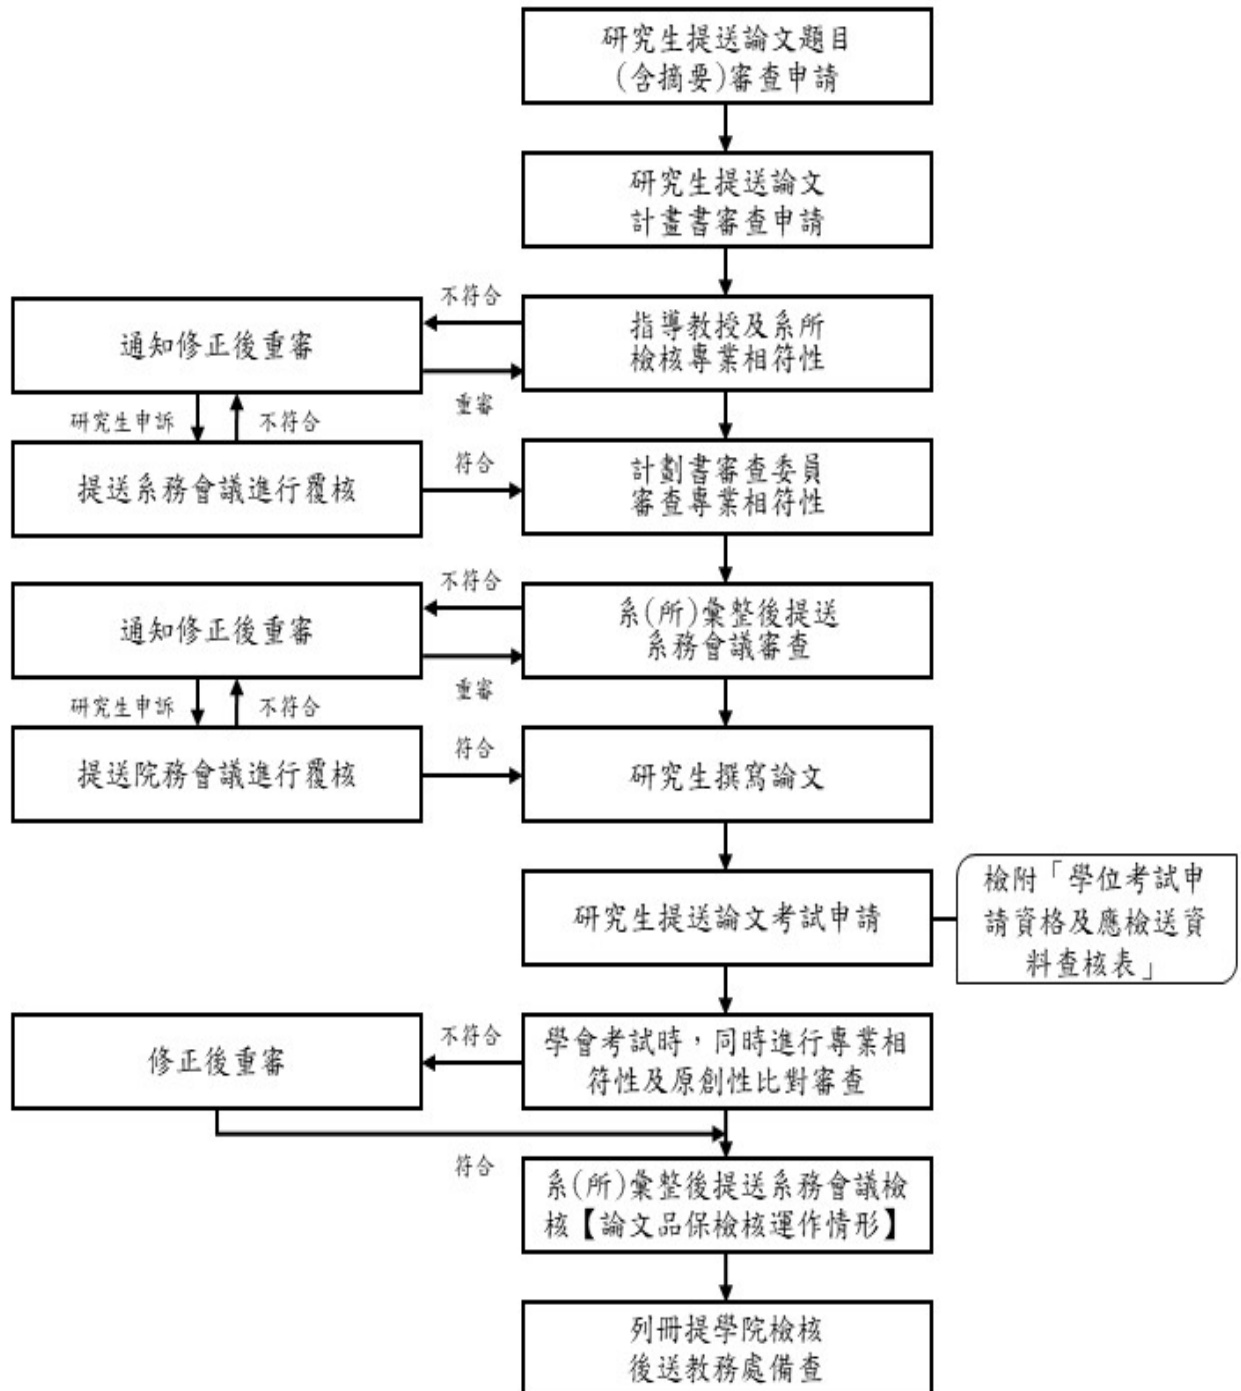 研究生提送論文題目
(含摘要)審查申請
研究生提送論文
計畫書審查申請
不符合
通知修正後重審
指導教授及系所
檢核專業相符性
重審
研究生申訴
不符合
提送系務會議進行覆核
符合
計劃書審查委員
審查專業相符性
不符合
通知修正後重審
系(所)彙整後提送
系務會議審查
重審
研究生申訴
不符合
提送院務會議進行覆核
符合
研究生撰寫論文
研究生提送論文考試申請
檢附「學位考試申
請資格及應檢送資
料查核表」
不符合
修正後重審
學會考試時，同時進行專業相
符性及原創性比對審查
符合
系(所)彙整後提送系務會議檢
核【論文品保檢核運作情形】
列冊提學院檢核
後送教務處備查